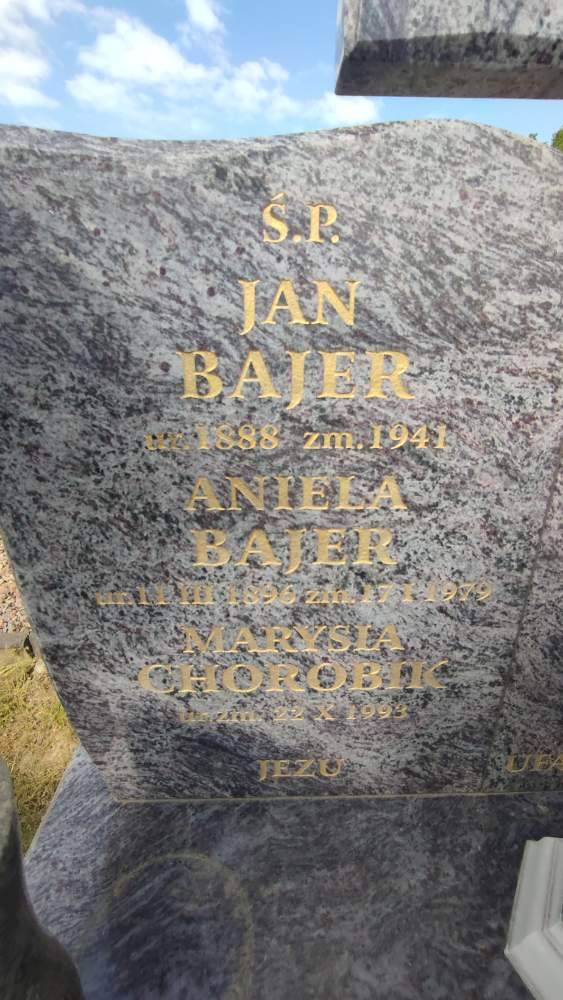 Ś.P.
JAN
BAJER
ur. 1888 zm. 1941
ANIELA
BAJER
ur. 11 III 1896 zm. 17 I 1979
MARYSIA
CHOROBIK
ur. zm. 22 X 1993
JEZU